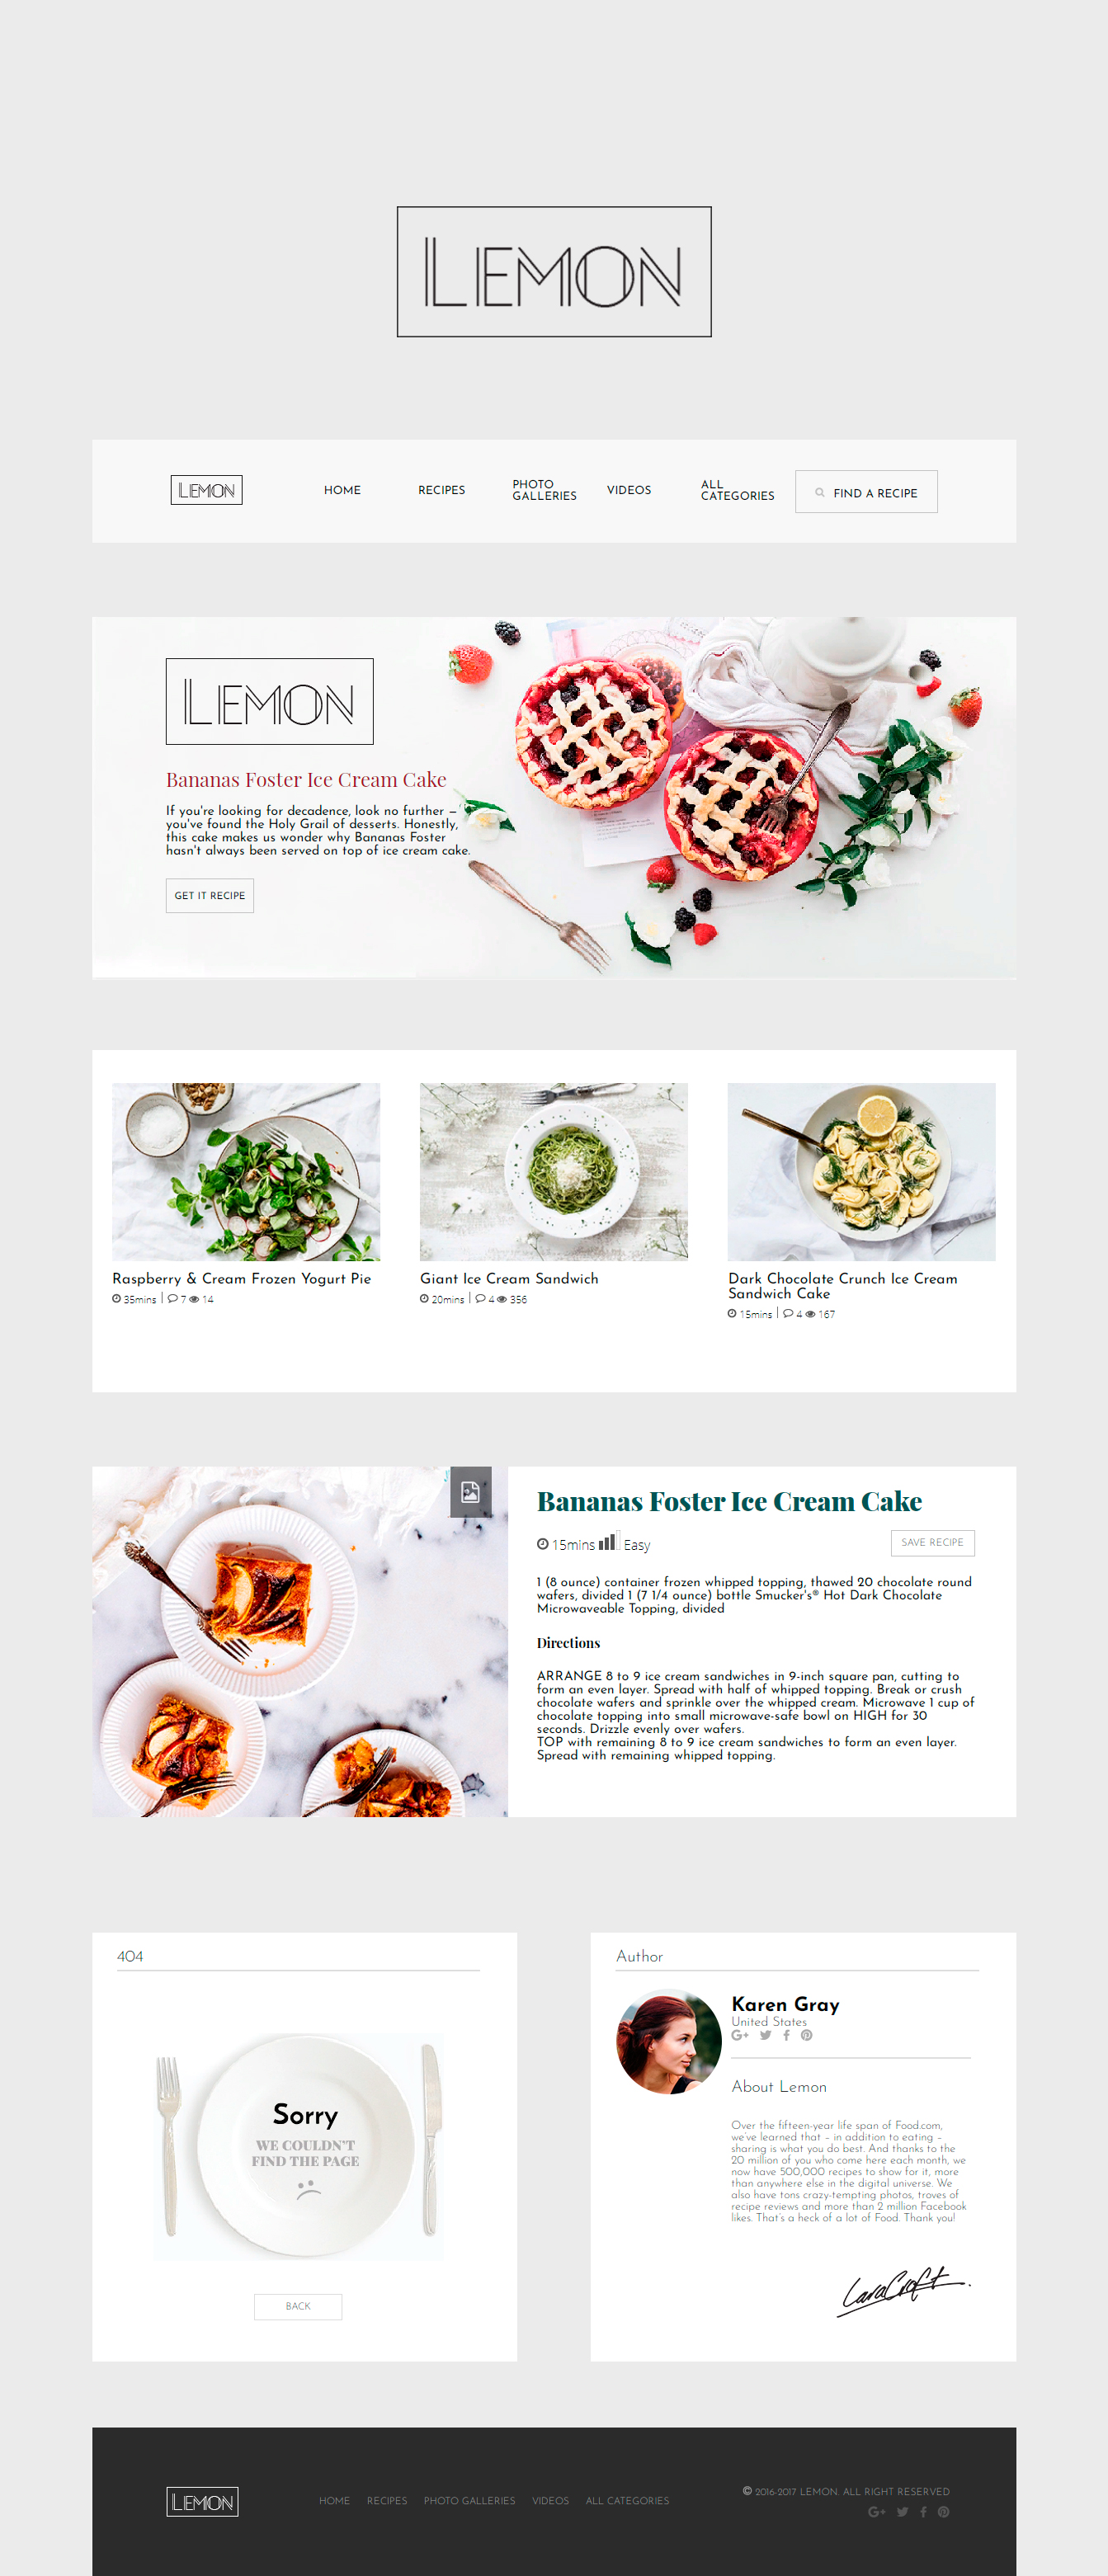 LEMON
LEMON
HOME
RECIPES
PHOTO
GALLERIES
VIDEOS
ALL
CATEGORIES
FIND A RECIPE
LEMON
Bananas Foster Ice Cream Cake
If you're looking for decadence, look no further –
you've found the Holy Grail of desserts. Honestly,
this cake makes us wonder why Bananas Foster
hasn't always been served on top of ice cream cake.
GET IT RECIPE
Raspberry & Cream Frozen Yogurt Pie
35mins | 7 14
Giant Ice Cream Sandwich
20mins | 4 356
Dark Chocolate Crunch Ice Cream
Sandwich Cake
15mins | 4 167
Bananas Foster Ice Cream Cake
15mins Easy
SAVE RECIPE
1 (8 ounce) container frozen whipped topping, thawed 20 chocolate round
wafers, divided 1 (7 1/4 ounce) bottle Smucker's® Hot Dark Chocolate
Microwaveable Topping, divided
Directions
ARRANGE 8 to 9 ice cream sandwiches in 9-inch square pan, cutting to
form an even layer. Spread with half of whipped topping. Break or crush
chocolate wafers and sprinkle over the whipped cream. Microwave 1 cup of
chocolate topping into small microwave-safe bowl on HIGH for 30
seconds. Drizzle evenly over wafers.
TOP with remaining 8 to 9 ice cream sandwiches to form an even layer.
Spread with remaining whipped topping.
404
Sorry
WE COULDN'T
FIND THE PAGE
BACK
Author
Karen Gray
United States
About Lemon
Over the fifteen-year life span of Food.com,
we've learned that – in addition to eating –
sharing is what you do best. And thanks to the
20 million of you who come here each month, we
now have 500,000 recipes to show for it, more
than anywhere else in the digital universe. We
also have tons crazy-tempting photos, troves of
recipe reviews and more than 2 million Facebook
likes. That's a heck of a lot of Food. Thank you!
LaraCroft
LEMON
HOME
RECIPES
PHOTO GALLERIES
VIDEOS
ALL CATEGORIES
© 2016-2017 LEMON. ALL RIGHT RESERVED